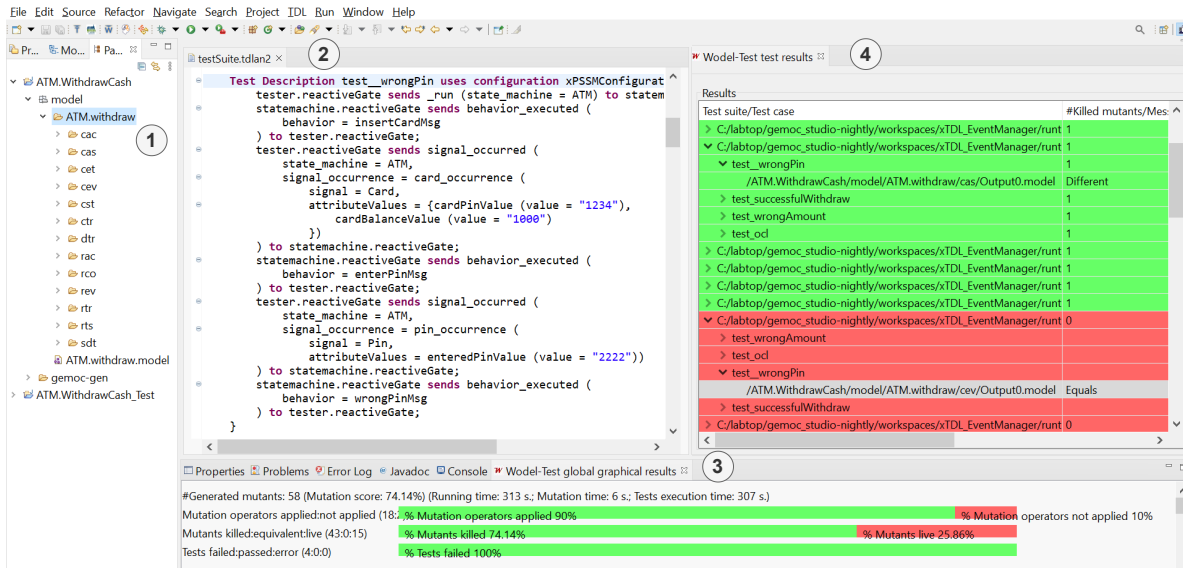 File Edit Source Refactor Navigate Search Project TDL Run Window Help
Pr... Mo... Pa...
ATM.WithdrawCash
model
ATM.withdraw
cac
cas
cet
cev
cst
ctr
dtr
rac
rco
rev
rtr
rts
sdt
ATM.withdraw.model
gemoc-gen
ATM.WithdrawCash_Test
1
testSuite.tdlan2
2
Test Description test__wrongPin uses configuration xPSSMConfigurat
tester.reactiveGate sends _run (state_machine = ATM) to statem
statemachine.reactiveGate sends behavior_executed (
behavior = insertCardMsg
) to tester.reactiveGate;
tester.reactiveGate sends signal_occurred (
state_machine = ATM,
signal_occurrence = card_occurrence (
signal = Card,
attributeValues = {cardPinValue (value = "1234"),
cardBalanceValue (value = "1000")
})
) to statemachine.reactiveGate;
statemachine.reactiveGate sends behavior_executed (
behavior = enterPinMsg
) to tester.reactiveGate;
tester.reactiveGate sends signal_occurred (
state_machine = ATM,
signal_occurrence = pin_occurrence (
signal = Pin,
attributeValues = enteredPinValue (value = "2222"))
) to statemachine.reactiveGate;
statemachine.reactiveGate sends behavior_executed (
behavior = wrongPinMsg
) to tester.reactiveGate;
}
Wodel-Test test results
4
Results
Test suite/Test case #Killed mutants/Mes
C:/labtop/gemoc_studio-nightly/workspaces/xTDL_EventManager/runt 1
C:/labtop/gemoc_studio-nightly/workspaces/xTDL_EventManager/runt 1
test__wrongPin 1
/ATM.WithdrawCash/model/ATM.withdraw/cas/Output0.model Different
test_successfulWithdraw 1
test_wrongAmount 1
test_ocl 1
C:/labtop/gemoc_studio-nightly/workspaces/xTDL_EventManager/runt 1
C:/labtop/gemoc_studio-nightly/workspaces/xTDL_EventManager/runt 1
C:/labtop/gemoc_studio-nightly/workspaces/xTDL_EventManager/runt 1
C:/labtop/gemoc_studio-nightly/workspaces/xTDL_EventManager/runt 1
C:/labtop/gemoc_studio-nightly/workspaces/xTDL_EventManager/runt 0
test_wrongAmount
test_ocl
test__wrongPin
/ATM.WithdrawCash/model/ATM.withdraw/cev/Output0.model Equals
test_successfulWithdraw
C:/labtop/gemoc_studio-nightly/workspaces/xTDL_EventManager/runt 0
Properties Problems Error Log Javadoc Console Wodel-Test global graphical results
3
#Generated mutants: 58 (Mutation score: 74.14%) (Running time: 313 s.; Mutation time: 6 s.; Tests execution time: 307 s.)
Mutation operators applied:not applied (18: % Mutation operators applied 90% % Mutation operators not applied 10%
Mutants killed:equivalent:live (43:0:15) % Mutants killed 74.14% % Mutants live 25.86%
Tests failed:passed:error (4:0:0) % Tests failed 100%